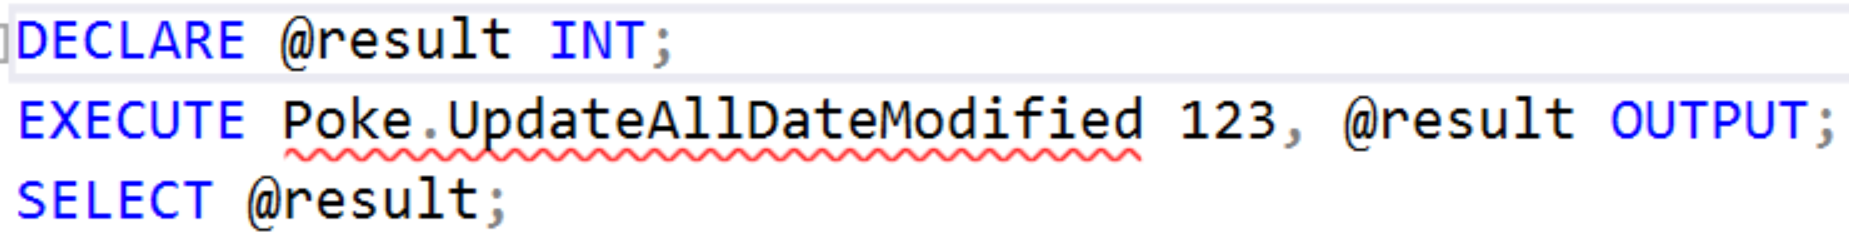 DECLARE @result INT;
EXECUTE Poke.UpdateAllDateModified 123, @result OUTPUT;
SELECT @result;